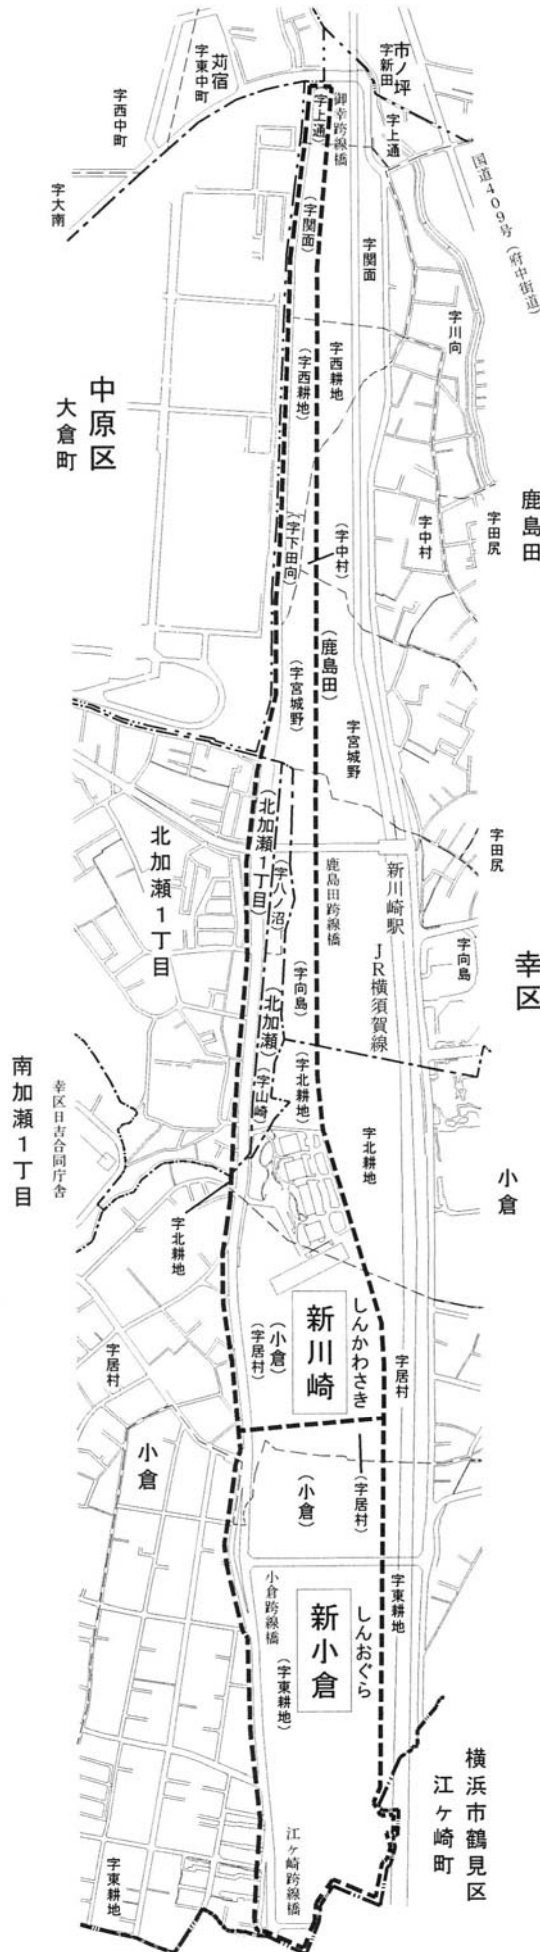 市ノ坪
字新田
苅宿
字東中町
字西中町
字大南
字上通
御幸跨線橋
字上通
国道409号(府中街道)
(字関面)
字関面
字川向
(字西耕地)
字西耕地
中原区
大倉町
鹿島田
字田尻
字中村
(字下田向)
(字中村)
(鹿島田)
(字宮城野)
字宮城野
北加瀬1丁目
(北加瀬1丁目)
(字八ノ沼)
鹿島田跨線橋
新川崎駅
字田尻
JR横須賀線
字向島
幸区
(字向島)
(北加瀬)
(字山崎)
(字北耕地)
南加瀬1丁目
幸区日吉合同庁舎
字北耕地
小倉
字北耕地
新川崎
しんかわさき
(小倉)
(字居村)
字居村
字居村
小倉
(小倉)
(字居村)
小倉跨線橋
新小倉
しんおぐら
字東耕地
(字東耕地)
横浜市鶴見区
江ヶ崎町
江ヶ崎跨線橋
字東耕地